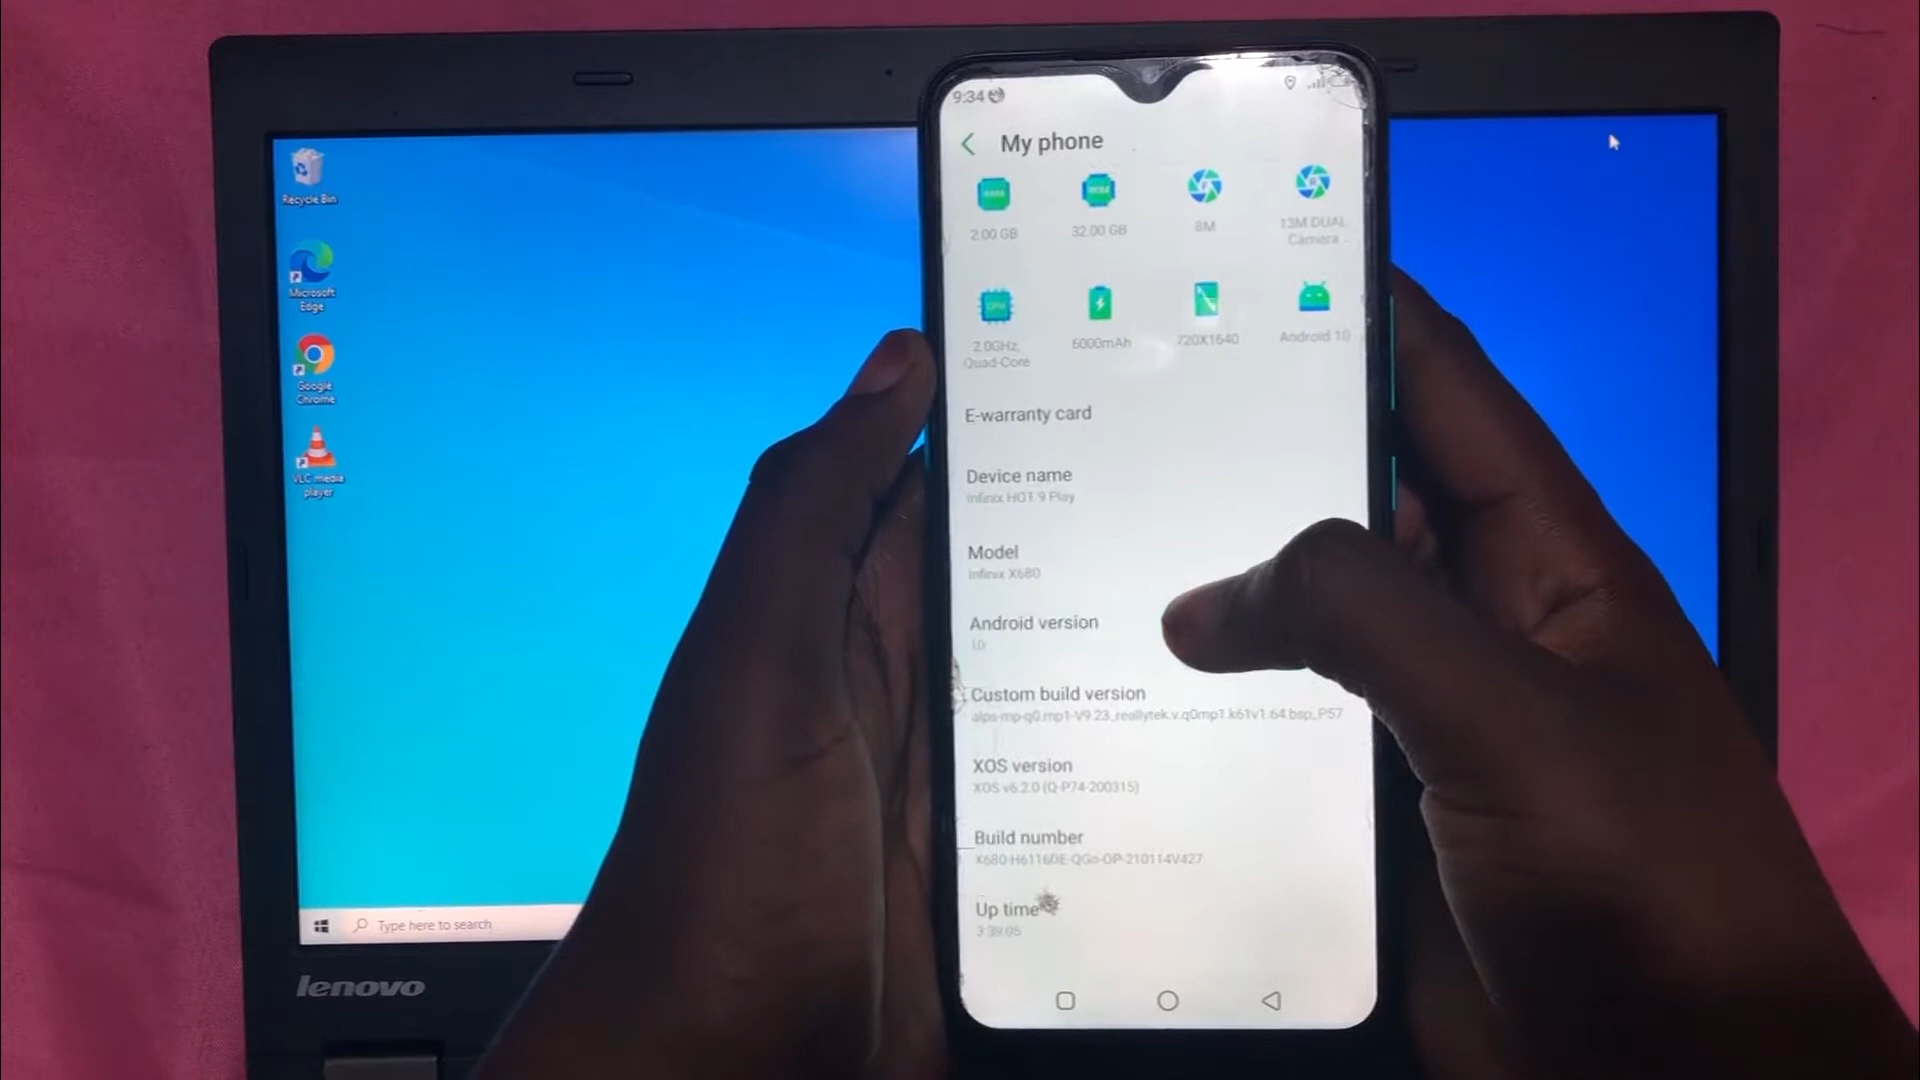 Recycle Bin
Microsoft
Edge
Google
Chrome
VLC media
player
Type here to search
lenovo
9:34
My phone
2.00 GB
32.00 GB
8M
13M DUAL
Camera
2.0GHz,
Quad-Core
6000mAh
720X1640
Android 10
E-warranty card
Device name
Infinix HOT 9 Play
Model
Infinix X680
Android version
10
Custom build version
alps-mp-q0.mp1-V9.23_reallytek.v.q0mp1.k61v1.64.bsp_P57
XOS version
XOS v6.2.0 (Q-P74-200315)
Build number
X680-H6116DE-QGo-OP-210114V427
Up time
3:39:05